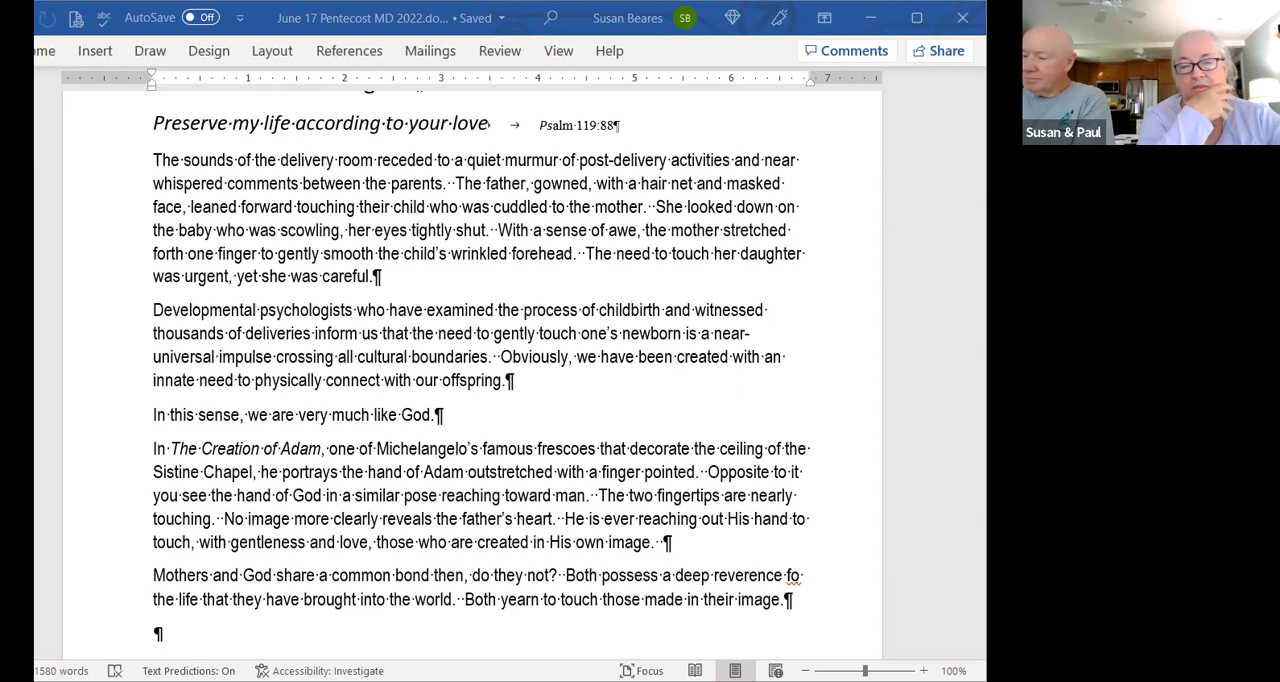 AutoSave Off June 17 Pentecost MD 2022.do... • Saved Susan Beares SB
ome Insert Draw Design Layout References Mailings Review View Help Comments Share
1 2 3 4 5 6 7
Preserve my life according to your love Psalm 119:88¶
The sounds of the delivery room receded to a quiet murmur of post-delivery activities and near
whispered comments between the parents. The father, gowned, with a hair net and masked
face, leaned forward touching their child who was cuddled to the mother. She looked down on
the baby who was scowling, her eyes tightly shut. With a sense of awe, the mother stretched
forth one finger to gently smooth the child's wrinkled forehead. The need to touch her daughter
was urgent, yet she was careful.¶
Developmental psychologists who have examined the process of childbirth and witnessed
thousands of deliveries inform us that the need to gently touch one's newborn is a near-
universal impulse crossing all cultural boundaries. Obviously, we have been created with an
innate need to physically connect with our offspring.¶
In this sense, we are very much like God.¶
In The Creation of Adam, one of Michelangelo's famous frescoes that decorate the ceiling of the
Sistine Chapel, he portrays the hand of Adam outstretched with a finger pointed. Opposite to it
you see the hand of God in a similar pose reaching toward man. The two fingertips are nearly
touching. No image more clearly reveals the father's heart. He is ever reaching out His hand to
touch, with gentleness and love, those who are created in His own image. ¶
Mothers and God share a common bond then, do they not? Both possess a deep reverence fo
the life that they have brought into the world. Both yearn to touch those made in their image.¶
¶
1580 words Text Predictions: On Accessibility: Investigate Focus 100%
Susan & Paul